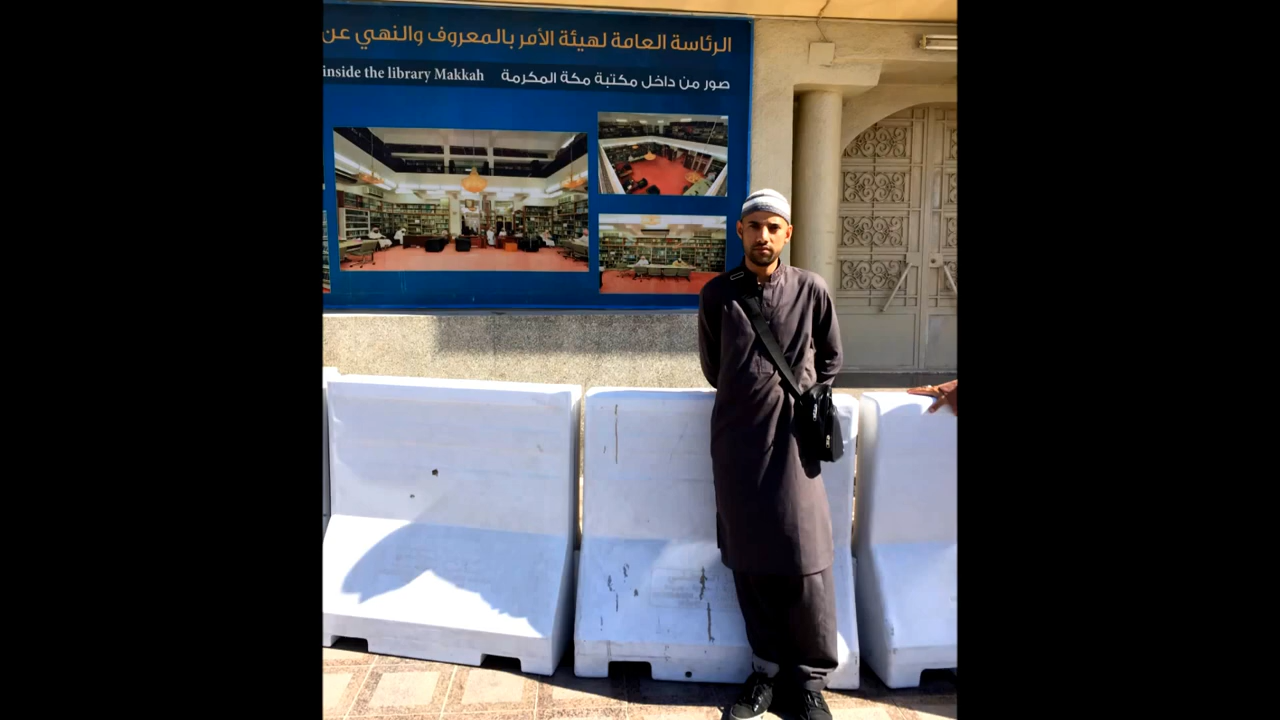 الرئاسة العامة لهيئة الأمر بالمعروف والنهي عن
inside the library Makkah صور من داخل مكتبة مكة المكرمة